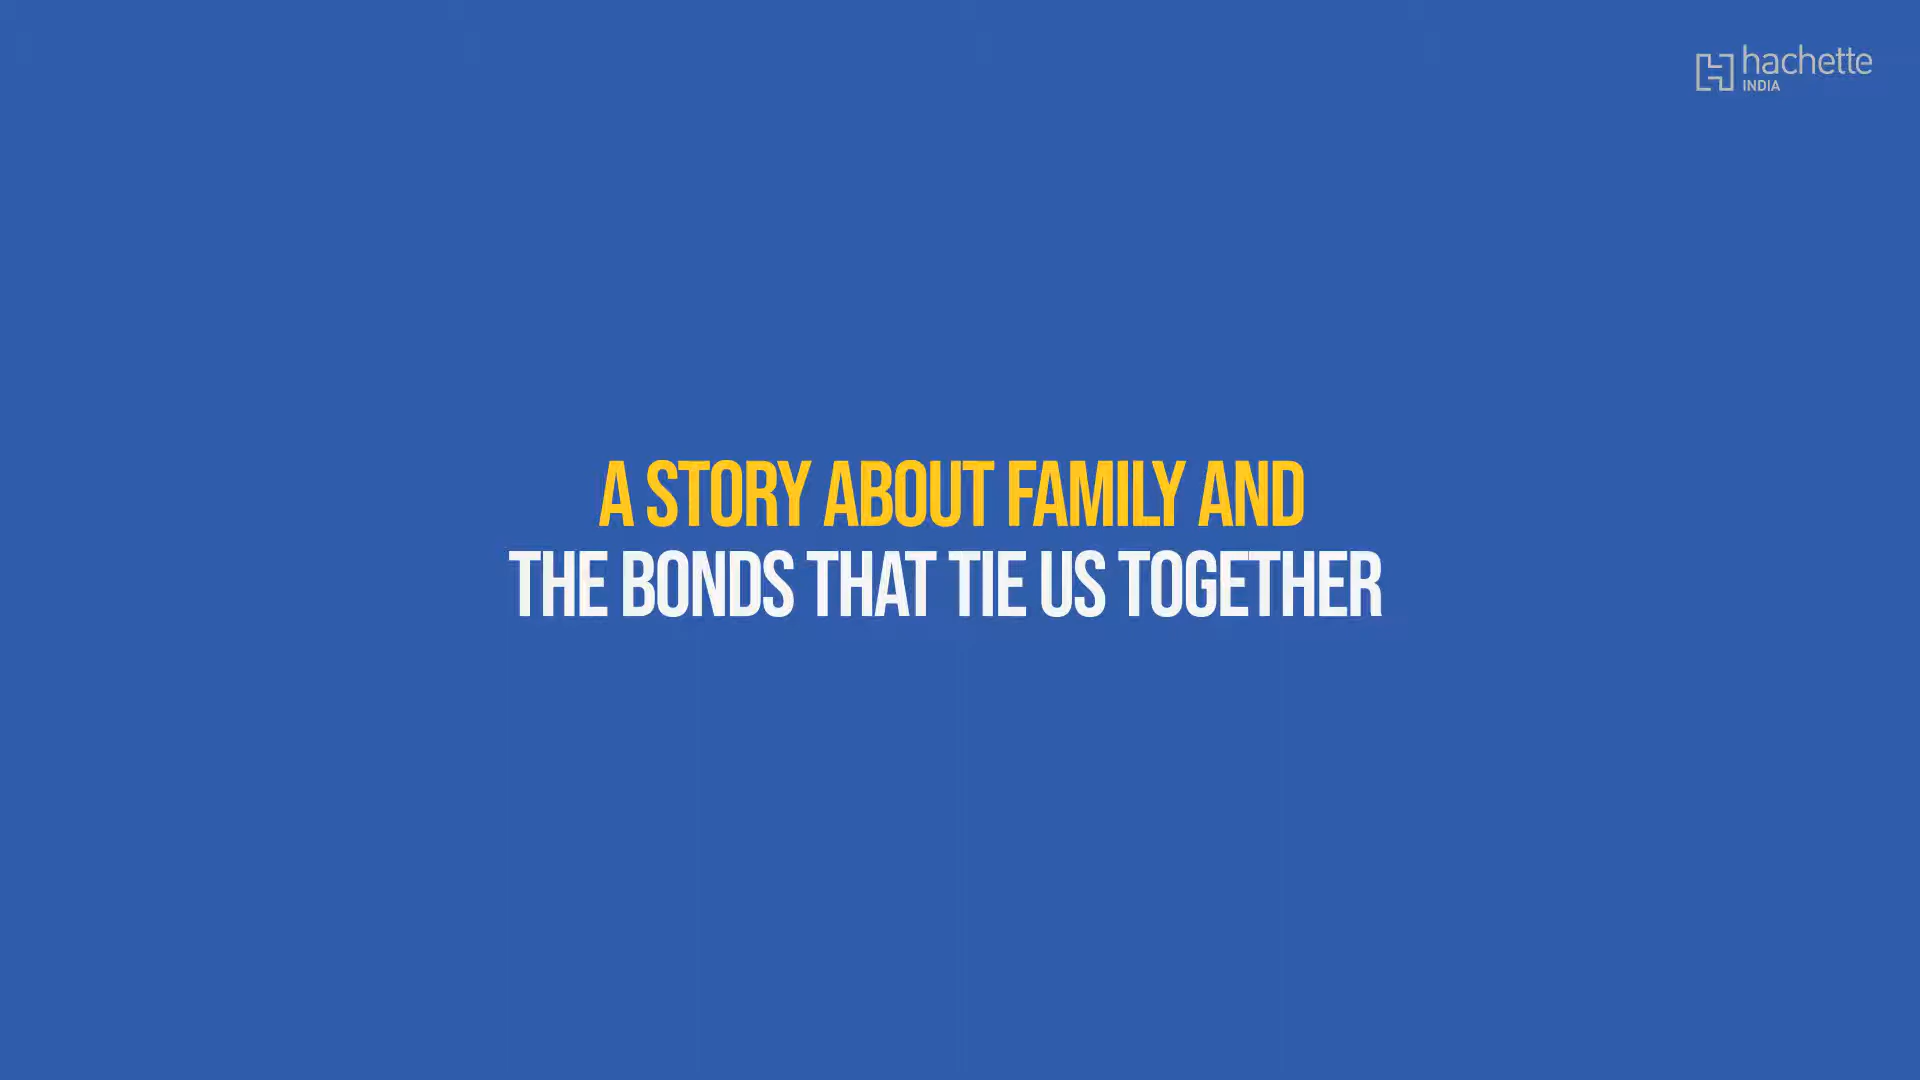 hachette
INDIA
A STORY ABOUT FAMILY AND
THE BONDS THAT TIE US TOGETHER